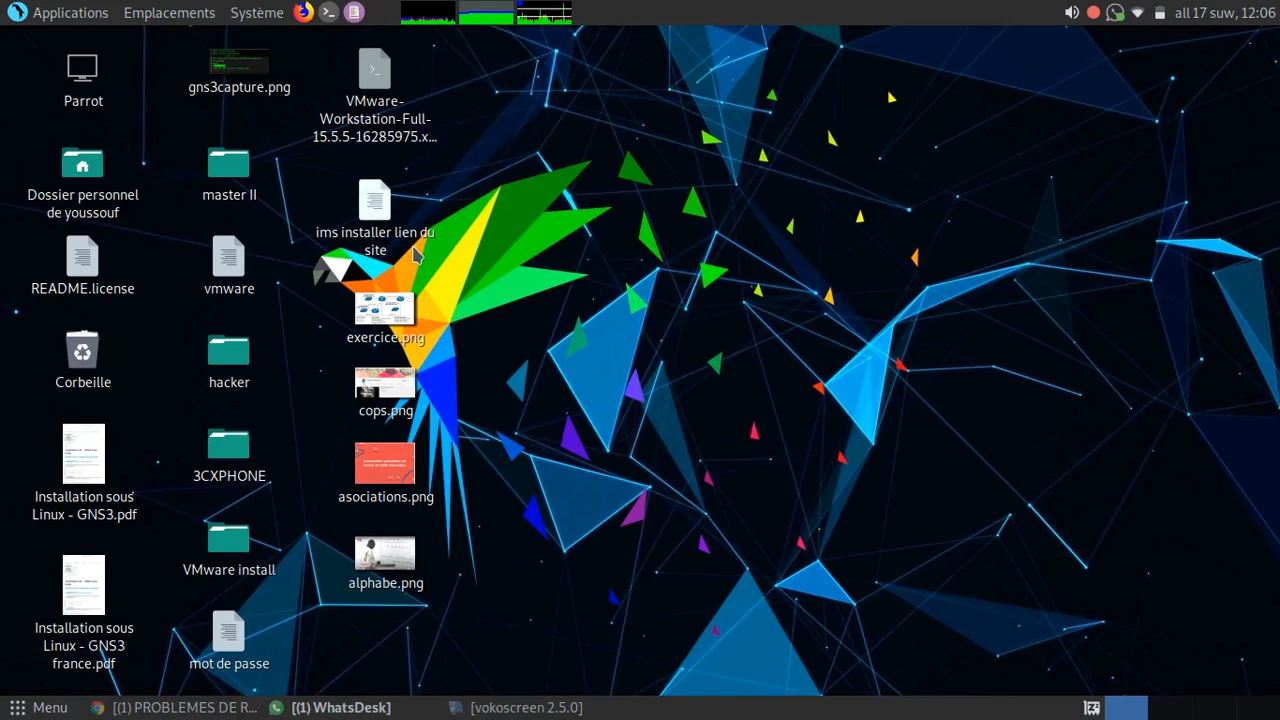 Applications Emplacements Système
all 17 suw, 12:06
Parrot
Dossier personnel
de youssouf
README.license
Corbeille
Installation sous
Linux - GNS3.pdf
Installation sous
Linux - GNS3
france.pdf
gns3capture.png
master II
vmware
hacker
3CXPHONE
VMware install
mot de passe
VMware-
Workstation-Full-
15.5.5-16285975.x...
ims installer lien du
site
exercice.png
cops.png
asociations.png
alphabe.png
Menu
[(1) PROBLEMES DE R...
[(1) WhatsDesk]
[vokoscreen 2.5.0]